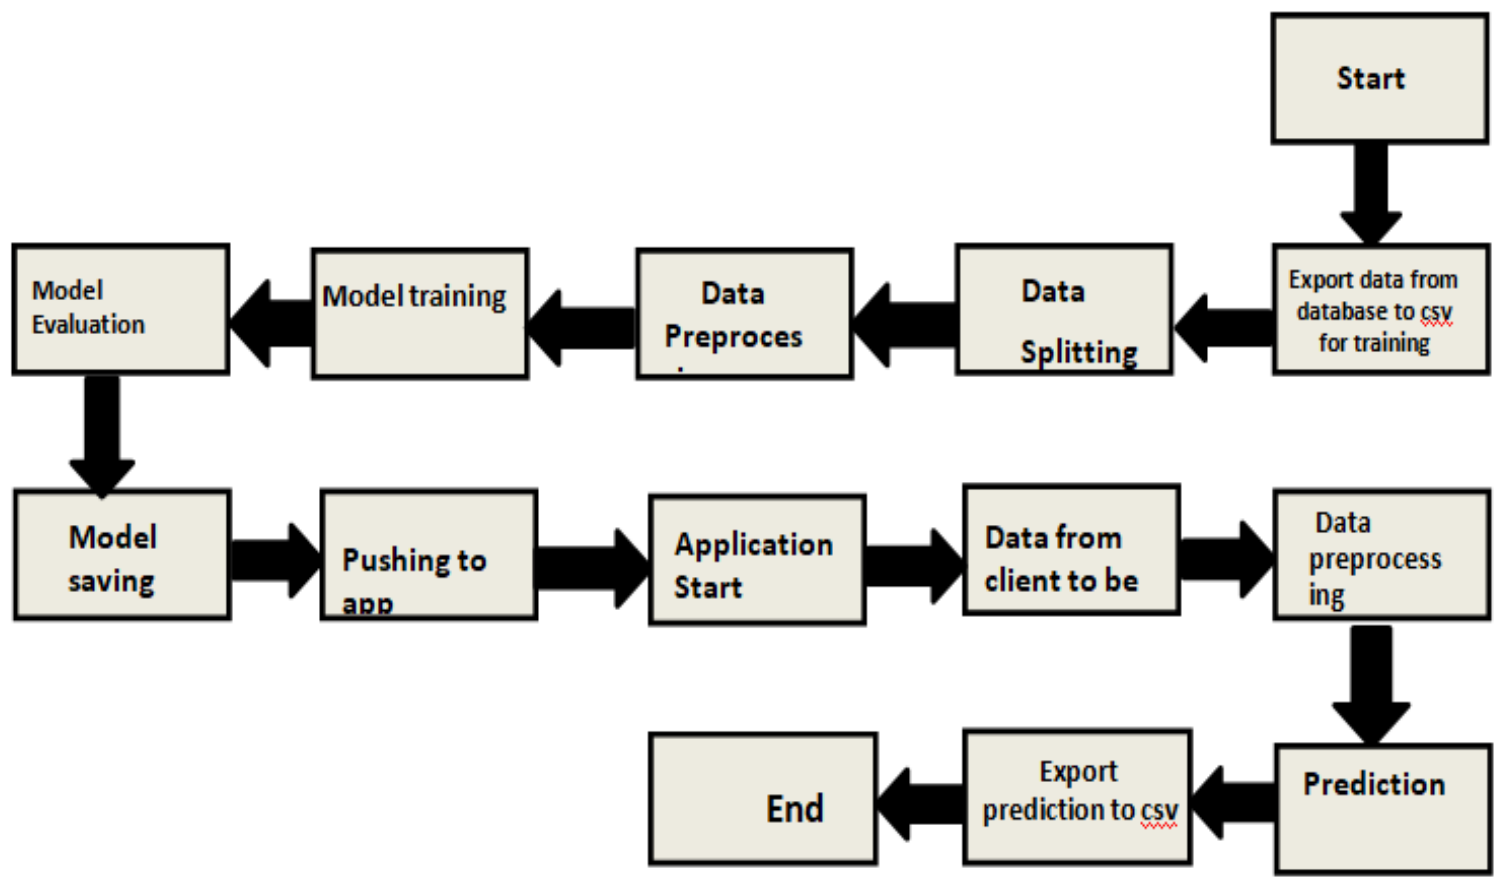 Start
Export data from
database to csv
for training
Data
Splitting
Data
Preproces
Model training
Model
Evaluation
Model
saving
Pushing to
app
Application
Start
Data from
client to be
Data
preprocess
ing
Prediction
Export
prediction to csv
End